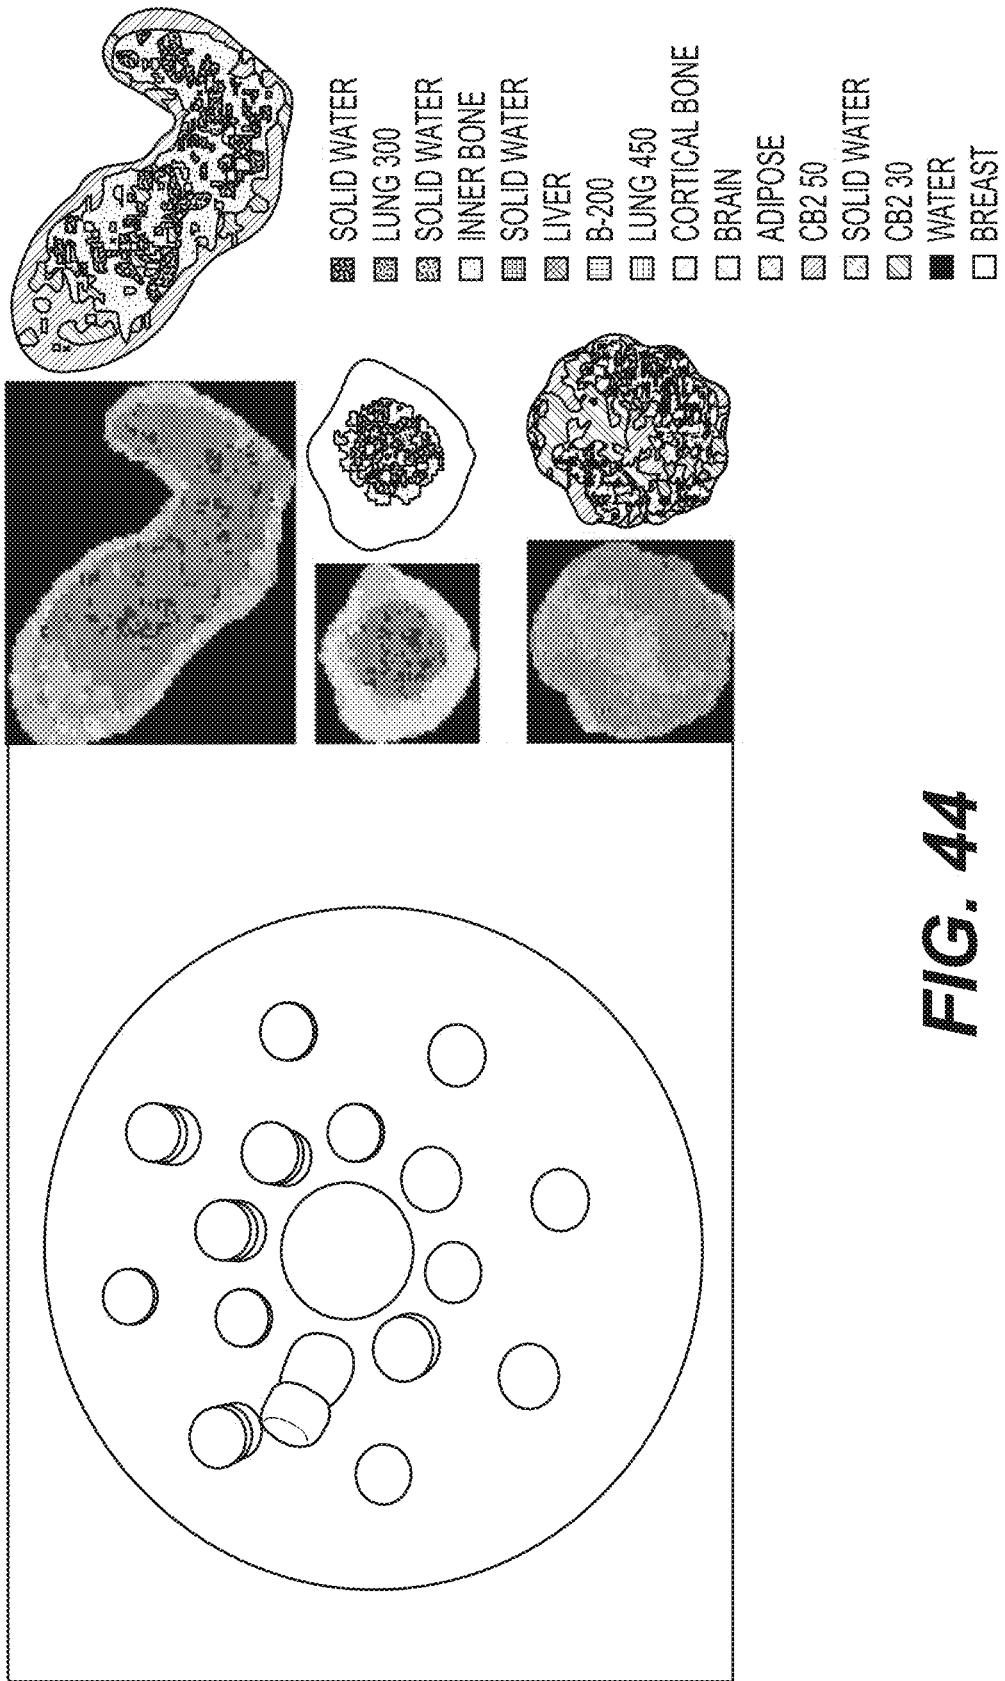 SOLID WATER
LUNG 300
SOLID WATER
INNER BONE
SOLID WATER
LIVER
B-200
LUNG 450
CORTICAL BONE
BRAIN
ADIPOSE
CB2 50
SOLID WATER
CB2 30
WATER
BREAST
FIG. 44